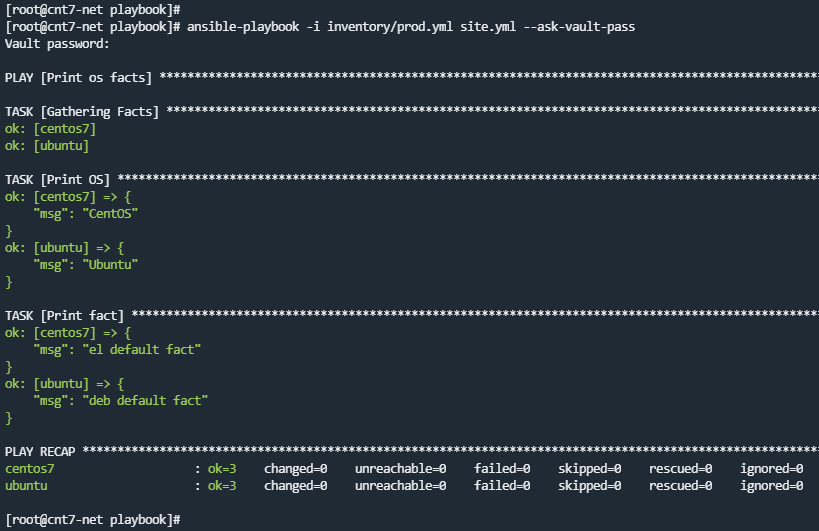 [root@cnt7-net playbook]#
[root@cnt7-net playbook]# ansible-playbook -i inventory/prod.yml site.yml --ask-vault-pass
Vault password:

PLAY [Print os facts] **********************************************************************************************

TASK [Gathering Facts] *********************************************************************************************
ok: [centos7]
ok: [ubuntu]

TASK [Print OS] ****************************************************************************************************
ok: [centos7] => {
    "msg": "CentOS"
}
ok: [ubuntu] => {
    "msg": "Ubuntu"
}

TASK [Print fact] **************************************************************************************************
ok: [centos7] => {
    "msg": "el default fact"
}
ok: [ubuntu] => {
    "msg": "deb default fact"
}

PLAY RECAP *********************************************************************************************************
centos7                    : ok=3    changed=0    unreachable=0    failed=0    skipped=0    rescued=0    ignored=0
ubuntu                     : ok=3    changed=0    unreachable=0    failed=0    skipped=0    rescued=0    ignored=0

[root@cnt7-net playbook]#